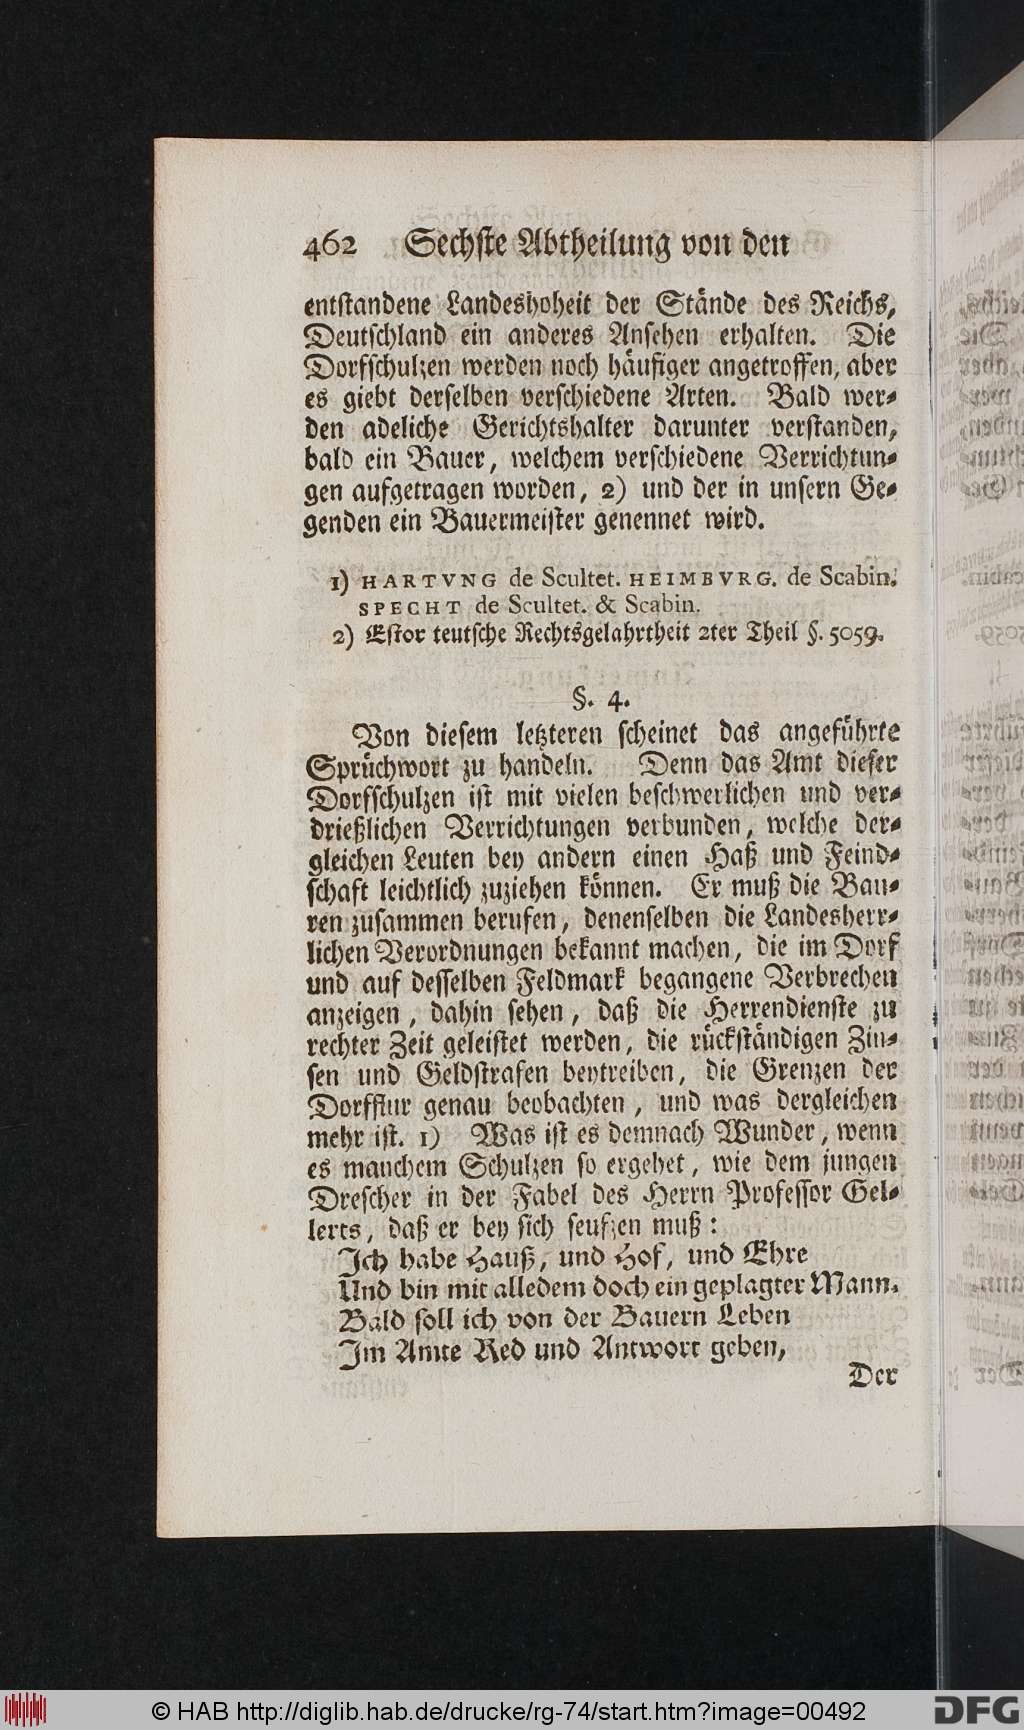 462 Sechste Abtheilung von den
entstandene Landeshoheit der Stände des Reichs,
Deutschland ein anderes Ansehen erhalten. Die
Dorfschulzen werden noch häufiger angetroffen, aber
es giebt derselben verschiedene Arten. Bald wer-
den adeliche Gerichtshalter darunter verstanden,
bald ein Bauer, welchem verschiedene Verrichtun-
gen aufgetragen worden, 2) und der in unsern Ge-
genden ein Bauermeister genennet wird.
1) HARTVNG de Scultet. HEIMBVRG. de Scabin.
SPECHT de Scultet. & Scabin.
2) Estor teutsche Rechtsgelahrtheit 2ter Theil §. 5059.
§. 4.
Von diesem letzteren scheinet das angeführte
Sprüchwort zu handeln. Denn das Amt dieser
Dorfschulzen ist mit vielen beschwerlichen und ver-
drießlichen Verrichtungen verbunden, welche der-
gleichen Leuten bey andern einen Haß und Feind-
schaft leichtlich zuziehen können. Er muß die Bau-
ren zusammen berufen, denenselben die Landesherr-
lichen Verordnungen bekannt machen, die im Dorf
und auf desselben Feldmark begangene Verbrechen
anzeigen, dahin sehen, daß die Herrendienste zu
rechter Zeit geleistet werden, die rückständigen Zin-
sen und Geldstrafen beytreiben, die Grenzen der
Dorfflur genau beobachten, und was dergleichen
mehr ist. 1) Was ist es demnach Wunder, wenn
es manchem Schulzen so ergehet, wie dem jungen
Drescher in der Fabel des Herrn Professor Gel-
lerts, daß er bey sich seufzen muß:
Ich habe Hauß, und Hof, und Ehre
Und bin mit alledem doch ein geplagter Mann.
Bald soll ich von der Bauern Leben
Im Amte Red und Antwort geben,
Der
© HAB http://diglib.hab.de/drucke/rg-74/start.htm?image=00492
DFG